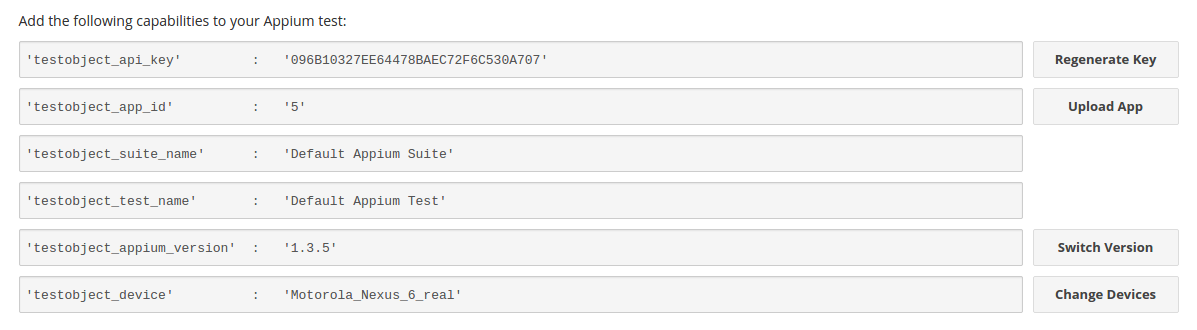 Add the following capabilities to your Appium test:
'testobject_api_key' : '096B10327EE64478BAEC72F6C530A707' Regenerate Key
'testobject_app_id' : '5' Upload App
'testobject_suite_name' : 'Default Appium Suite'
'testobject_test_name' : 'Default Appium Test'
'testobject_appium_version' : '1.3.5' Switch Version
'testobject_device' : 'Motorola_Nexus_6_real' Change Devices